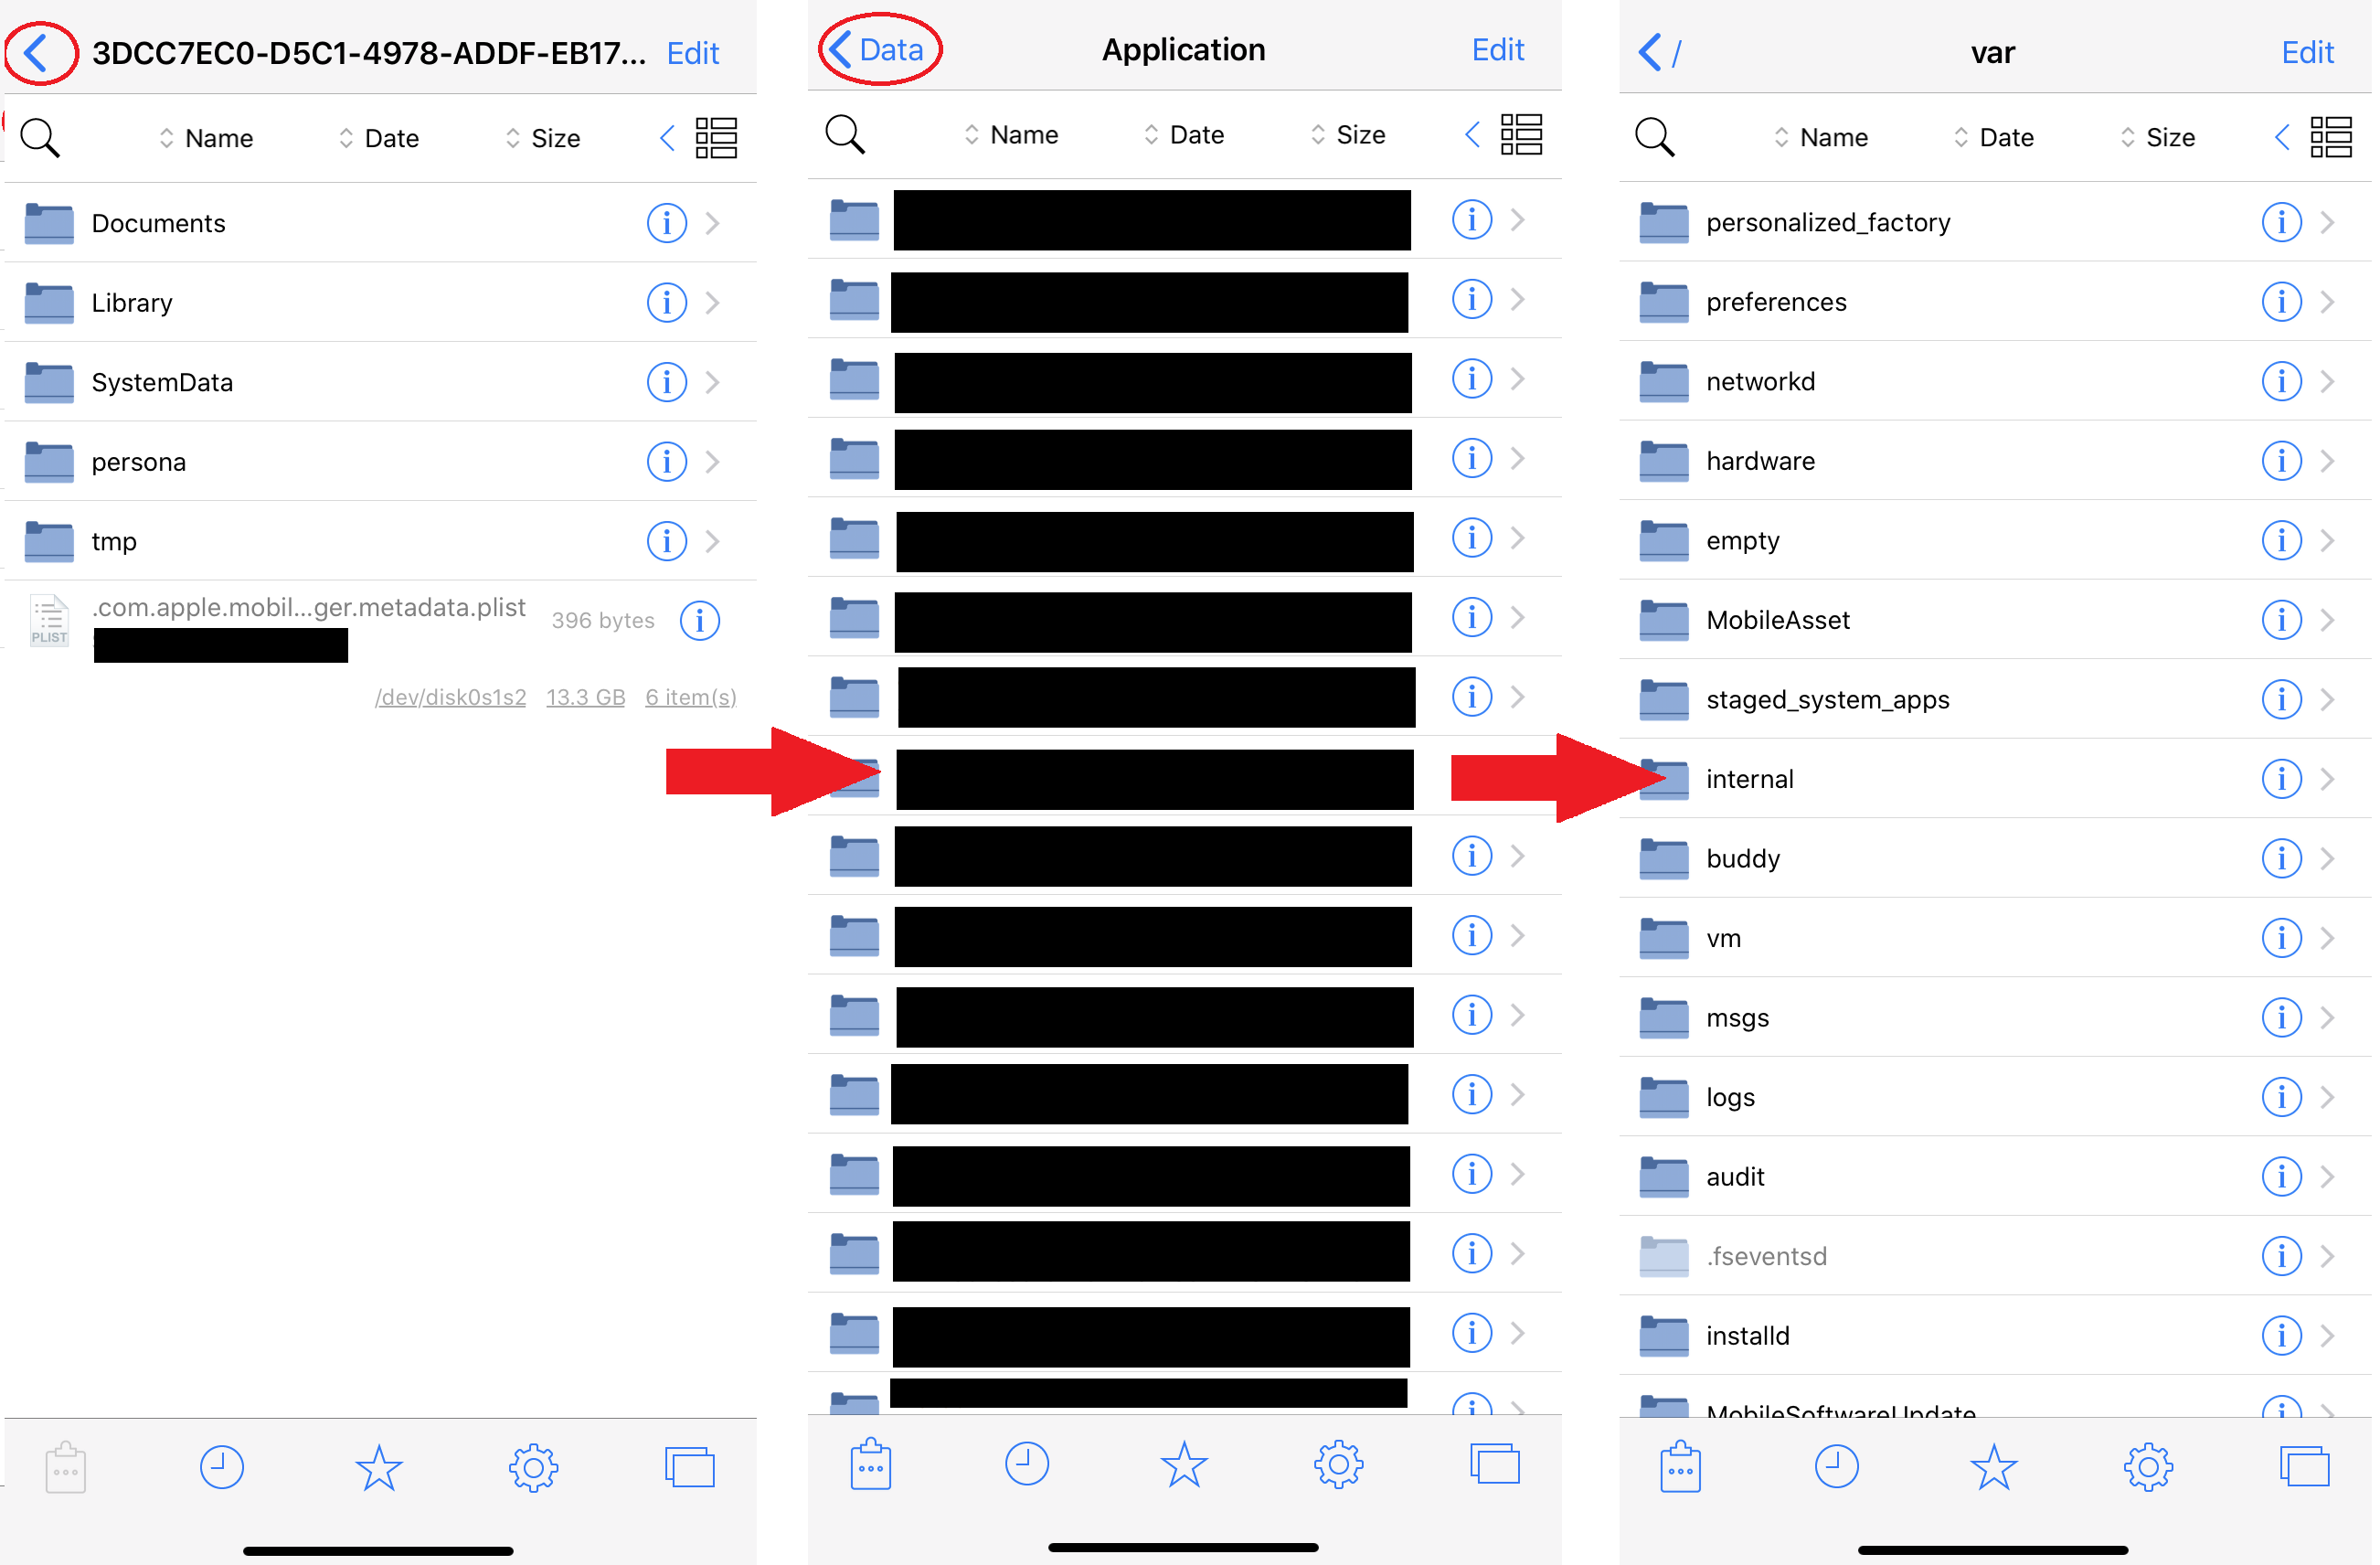 3DCC7EC0-D5C1-4978-ADDF-EB17... Edit
Name Date Size
Documents
Library
SystemData
persona
tmp
PLIST
.com.apple.mobil...ger.metadata.plist
396 bytes
/dev/disk0s1s2 13.3 GB 6 item(s)
Data Application Edit
Name Date Size
/ var Edit
Name Date Size
personalized_factory
preferences
networkd
hardware
empty
MobileAsset
staged_system_apps
internal
buddy
vm
msgs
logs
audit
.fseventsd
installd
MobileSoftwareUpdate